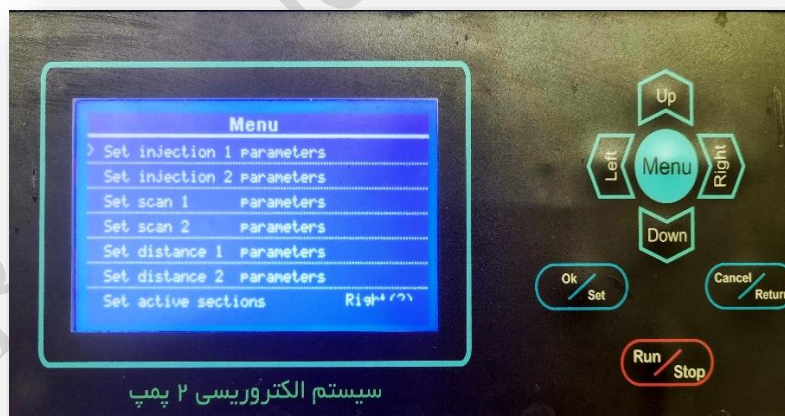 Menu
> Set injection 1 parameters
Set injection 2 parameters
Set scan 1 parameters
Set scan 2 parameters
Set distance 1 parameters
Set distance 2 parameters
Set active sections Right(2)
سیستم الکتروریسی ۲ پمپ
Up
Left
Menu
Right
Down
Ok/Set
Cancel/Return
Run/Stop